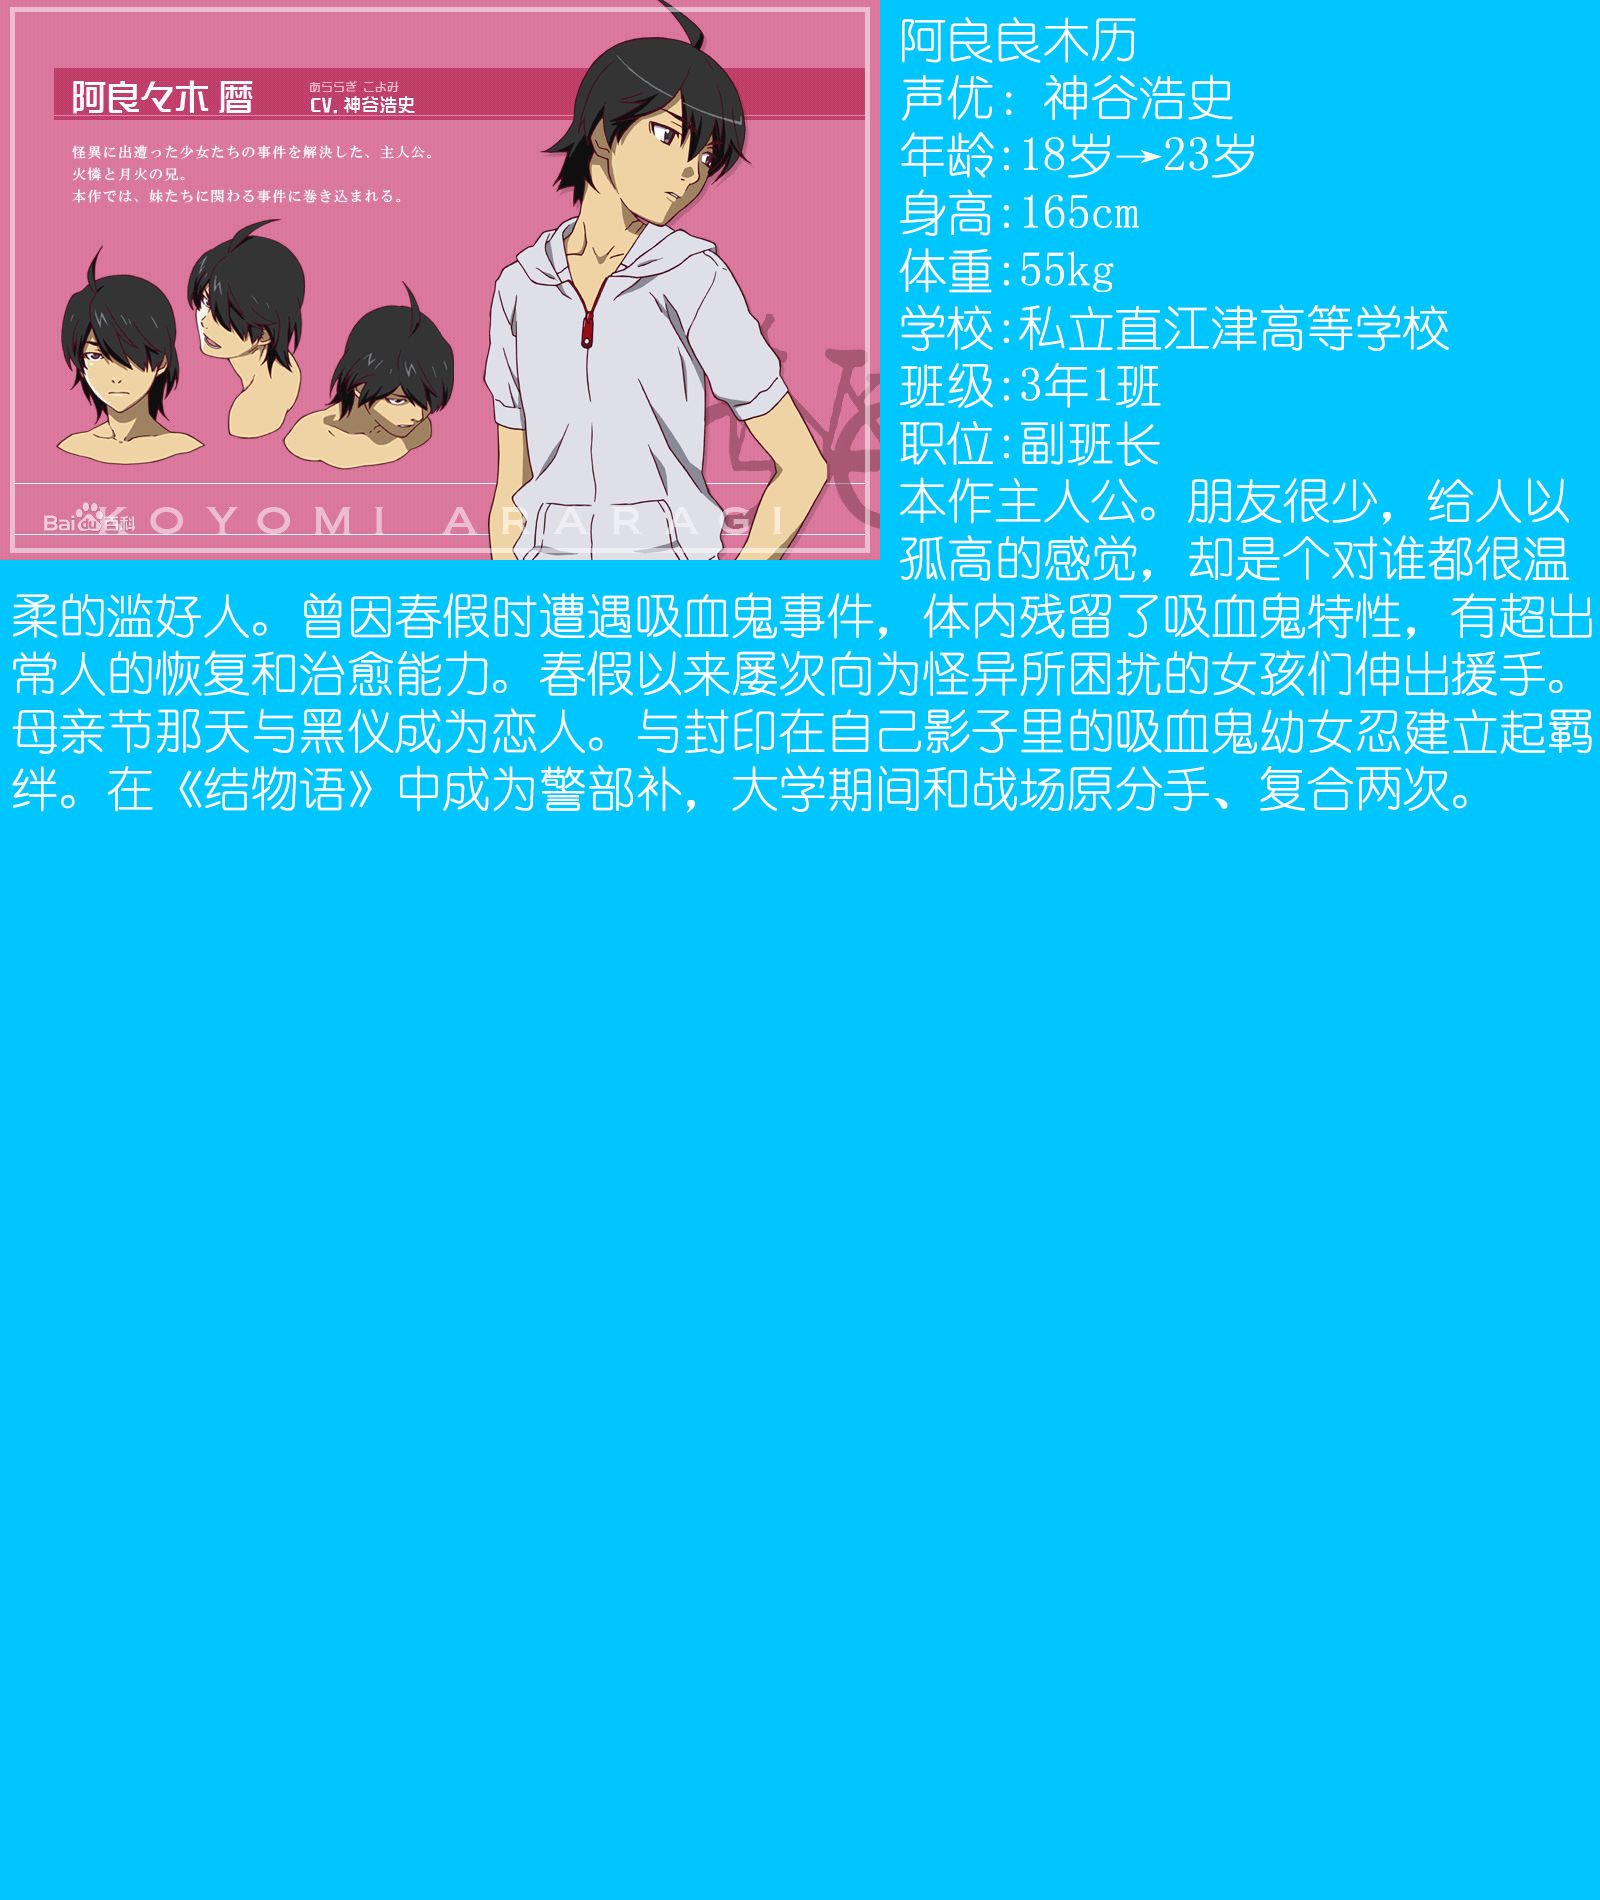 阿良々木 暦
あららぎ こよみ
CV. 神谷浩史
怪異に出遭った少女たちの事件を解決した、主人公。
火憐と月火の兄。
本作では、妹たちに関わる事件に巻き込まれる。
Bai du 百科
KOYOMI ARARAGI
阿良良木历
声优: 神谷浩史
年龄:18岁→23岁
身高:165cm
体重:55kg
学校:私立直江津高等学校
班级:3年1班
职位:副班长
本作主人公。朋友很少，给人以
孤高的感觉，却是个对谁都很温
柔的滥好人。曾因春假时遭遇吸血鬼事件，体内残留了吸血鬼特性，有超出
常人的恢复和治愈能力。春假以来屡次向为怪异所困扰的女孩们伸出援手。
母亲节那天与黑仪成为恋人。与封印在自己影子里的吸血鬼幼女忍建立起羁
绊。在《结物语》中成为警部补，大学期间和战场原分手、复合两次。